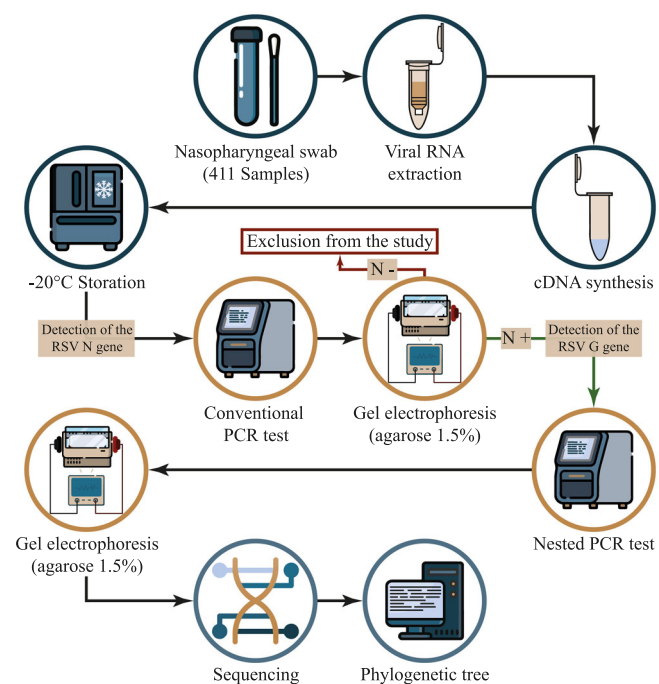 Nasopharyngeal swab
(411 Samples)
Viral RNA
extraction
cDNA synthesis
-20°C Storation
Exclusion from the study
N -
Detection of the
RSV N gene
Conventional
PCR test
Gel electrophoresis
(agarose 1.5%)
N +
Detection of the
RSV G gene
Nested PCR test
Gel electrophoresis
(agarose 1.5%)
Sequencing
Phylogenetic tree